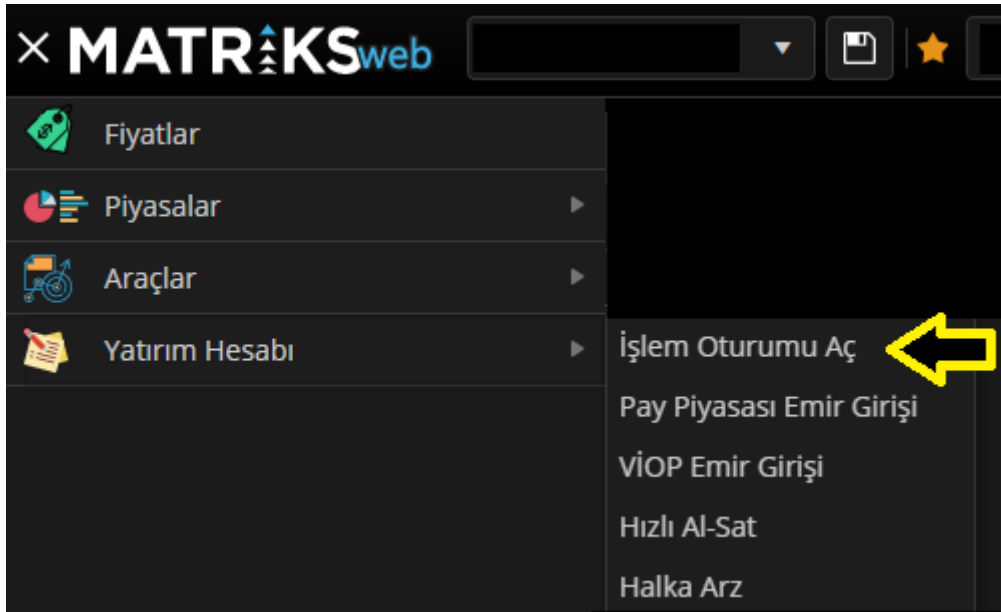 MATRİKSweb
Fiyatlar
Piyasalar
Araçlar
Yatırım Hesabı
İşlem Oturumu Aç
Pay Piyasası Emir Girişi
VİOP Emir Girişi
Hızlı Al-Sat
Halka Arz